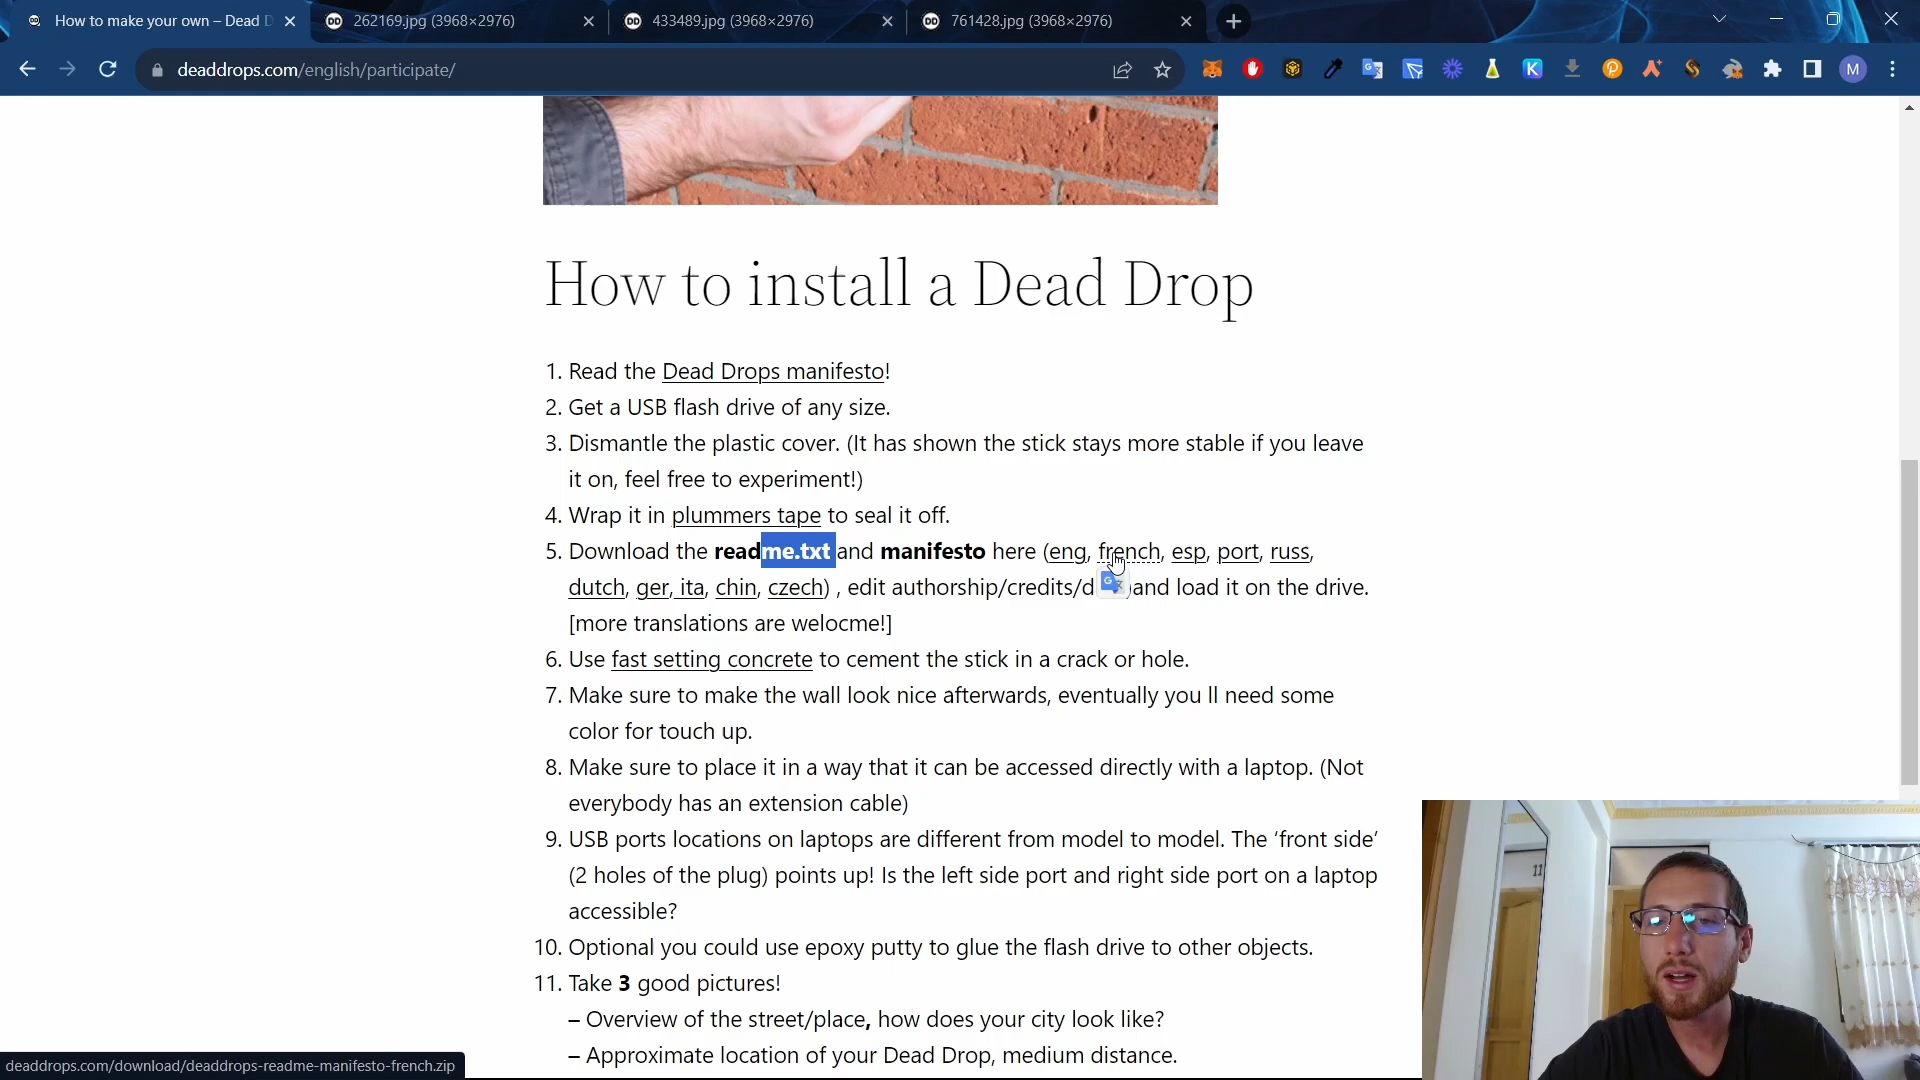 How to make your own – Dead D
262169.jpg (3968×2976)
433489.jpg (3968×2976)
761428.jpg (3968×2976)
deaddrops.com/english/participate/
M
How to install a Dead Drop
1. Read the Dead Drops manifesto!
2. Get a USB flash drive of any size.
3. Dismantle the plastic cover. (It has shown the stick stays more stable if you leave
it on, feel free to experiment!)
4. Wrap it in plummers tape to seal it off.
5. Download the readme.txt and manifesto here (eng, french, esp, port, russ,
dutch, ger, ita, chin, czech) , edit authorship/credits/d and load it on the drive.
[more translations are welocme!]
6. Use fast setting concrete to cement the stick in a crack or hole.
7. Make sure to make the wall look nice afterwards, eventually you ll need some
color for touch up.
8. Make sure to place it in a way that it can be accessed directly with a laptop. (Not
everybody has an extension cable)
9. USB ports locations on laptops are different from model to model. The ‘front side’
(2 holes of the plug) points up! Is the left side port and right side port on a laptop
accessible?
10. Optional you could use epoxy putty to glue the flash drive to other objects.
11. Take 3 good pictures!
– Overview of the street/place, how does your city look like?
– Approximate location of your Dead Drop, medium distance.
deaddrops.com/download/deaddrops-readme-manifesto-french.zip